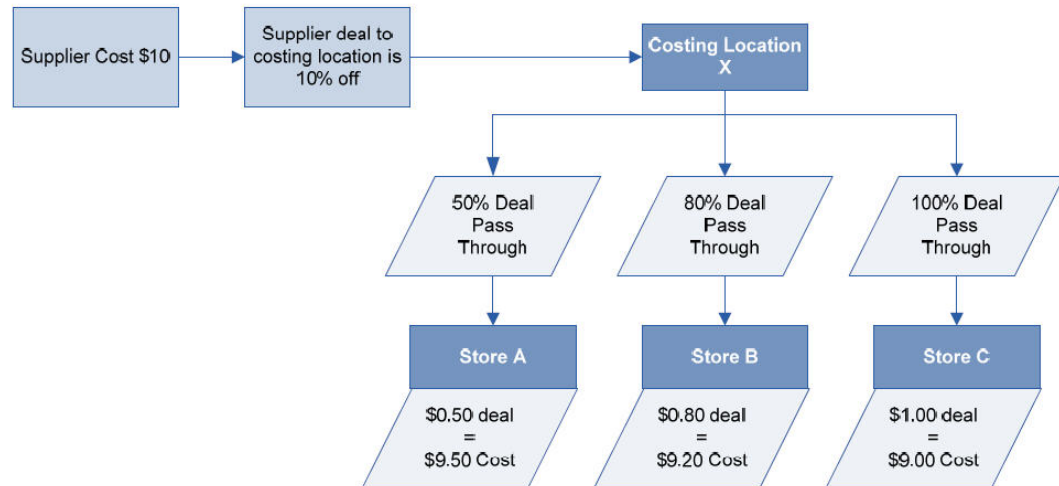 Supplier Cost $10
Supplier deal to
costing location is
10% off
Costing Location
X
50% Deal
Pass
Through
80% Deal
Pass
Through
100% Deal
Pass
Through
Store A
Store B
Store C
$0.50 deal
=
$9.50 Cost
$0.80 deal
=
$9.20 Cost
$1.00 deal
=
$9.00 Cost